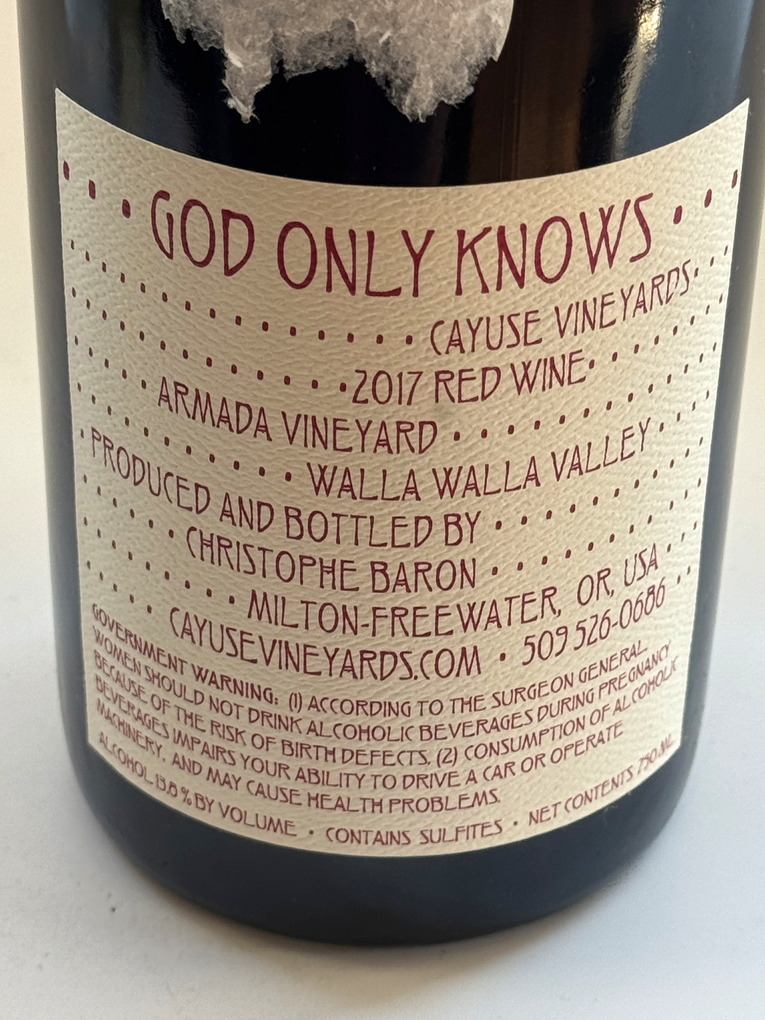 GOD ONLY KNOWS
CAYUSE VINEYARDS
2017 RED WINE
ARMADA VINEYARD
WALLA WALLA VALLEY
PRODUCED AND BOTTLED BY
CHRISTOPHE BARON
MILTON-FREEWATER, OR, USA
CAYUSEVINEYARDS.COM • 509 526-0686
GOVERNMENT WARNING: (1) ACCORDING TO THE SURGEON GENERAL,
WOMEN SHOULD NOT DRINK ALCOHOLIC BEVERAGES DURING PREGNANCY
BECAUSE OF THE RISK OF BIRTH DEFECTS. (2) CONSUMPTION OF ALCOHOLIC
BEVERAGES IMPAIRS YOUR ABILITY TO DRIVE A CAR OR OPERATE
MACHINERY, AND MAY CAUSE HEALTH PROBLEMS.
ALCOHOL 13.8 % BY VOLUME • CONTAINS SULFITES • NET CONTENTS 750 ML